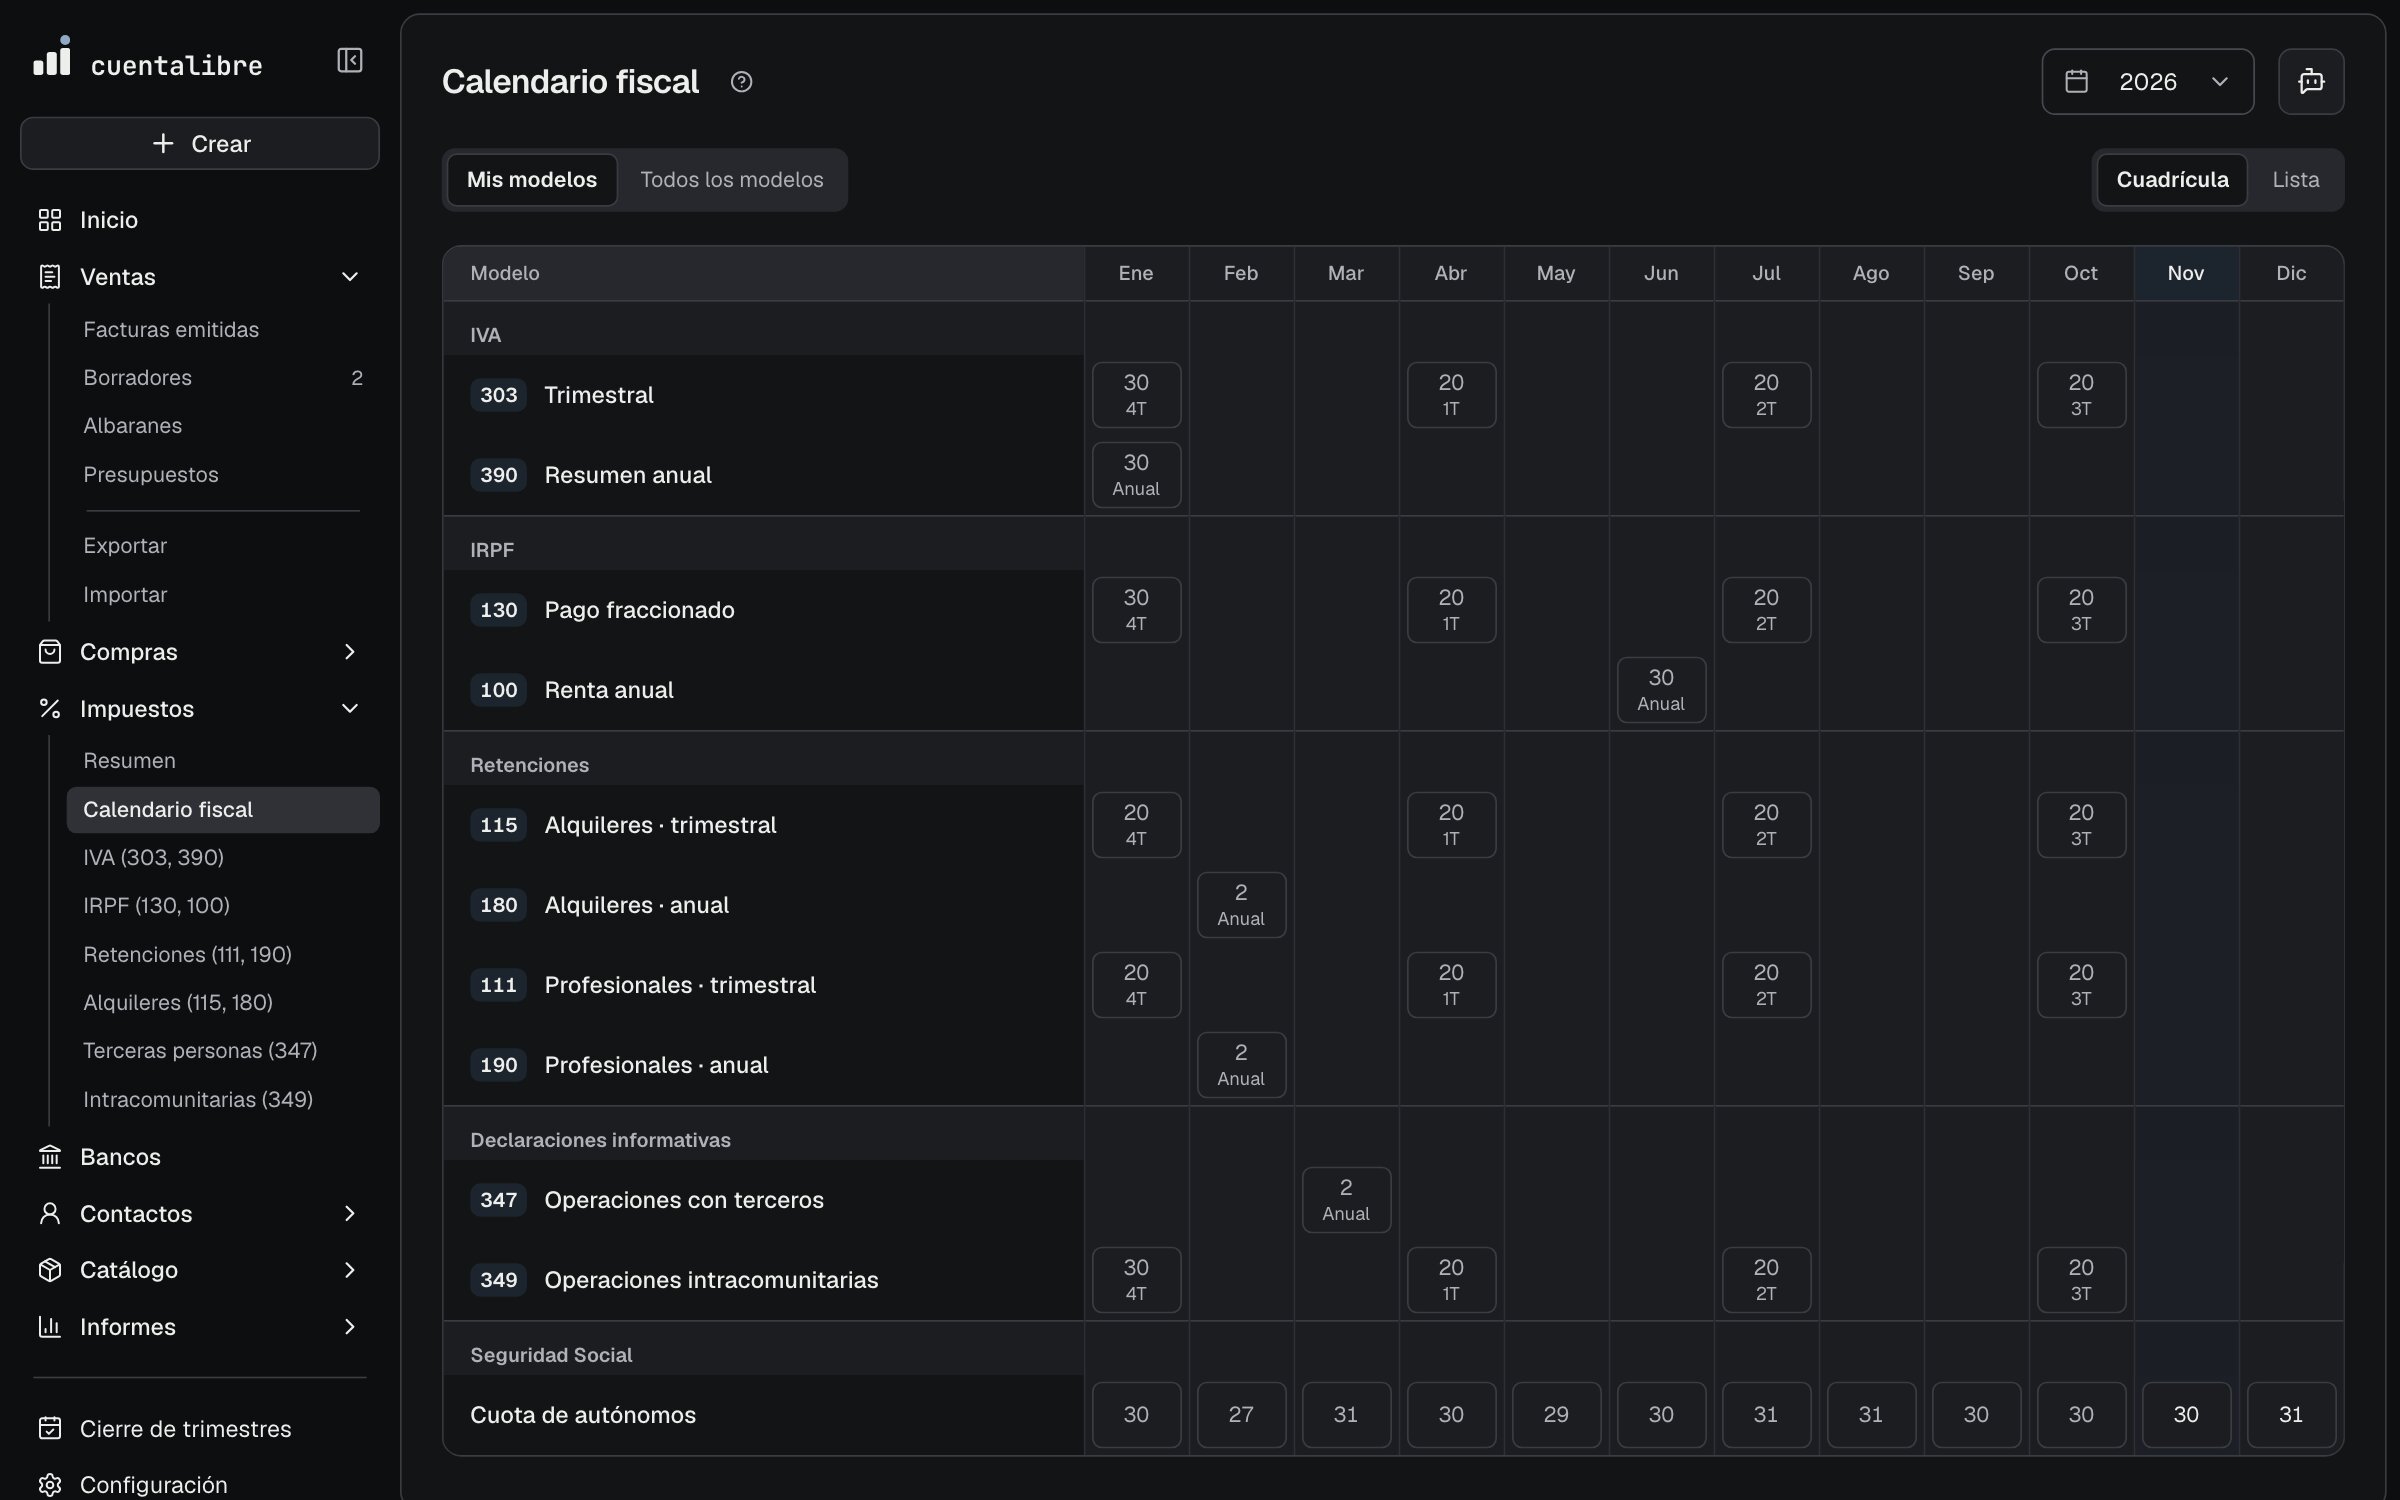 cuentalibre
Crear
Inicio
Ventas
Facturas emitidas
Borradores 2
Albaranes
Presupuestos
Exportar
Importar
Compras
Impuestos
Resumen
Calendario fiscal
IVA (303, 390)
IRPF (130, 100)
Retenciones (111, 190)
Alquileres (115, 180)
Terceras personas (347)
Intracomunitarias (349)
Bancos
Contactos
Catálogo
Informes
Cierre de trimestres
Configuración
Calendario fiscal
2026
Mis modelos Todos los modelos
Cuadrícula Lista
Modelo Ene Feb Mar Abr May Jun Jul Ago Sep Oct Nov Dic
IVA
303 Trimestral 30 20 20 20
4T 1T 2T 3T
390 Resumen anual 30
Anual
IRPF
130 Pago fraccionado 30 20 20 20
4T 1T 2T 3T
100 Renta anual 30
Anual
Retenciones
115 Alquileres · trimestral 20 20 20 20
4T 1T 2T 3T
180 Alquileres · anual 2
Anual
111 Profesionales · trimestral 20 20 20 20
4T 1T 2T 3T
190 Profesionales · anual 2
Anual
Declaraciones informativas
347 Operaciones con terceros 2
Anual
349 Operaciones intracomunitarias 30 20 20 20
4T 1T 2T 3T
Seguridad Social
Cuota de autónomos 30 27 31 30 29 30 31 31 30 30 30 31